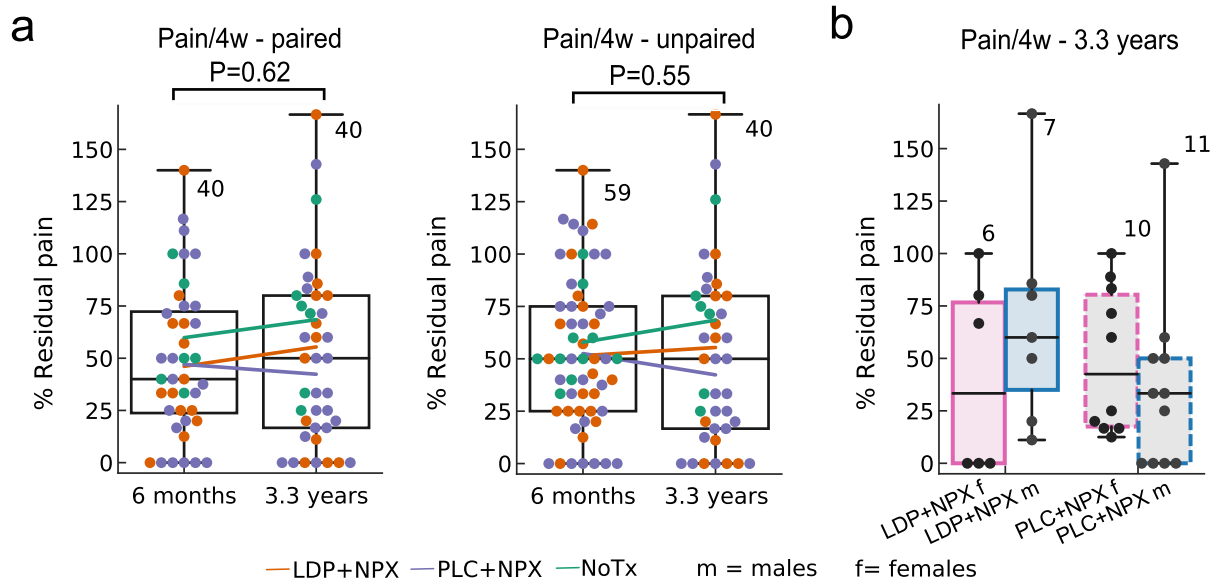 a
Pain/4w - paired
P=0.62
% Residual pain
150
125
100
75
50
25
0
40
40
6 months
3.3 years
Pain/4w - unpaired
P=0.55
% Residual pain
150
125
100
75
50
25
0
59
40
6 months
3.3 years
b
Pain/4w - 3.3 years
% Residual pain
150
125
100
75
50
25
0
6
7
10
11
LDP+NPX f
LDP+NPX m
PLC+NPX f
PLC+NPX m
LDP+NPX PLC+NPX NoTx m = males f= females